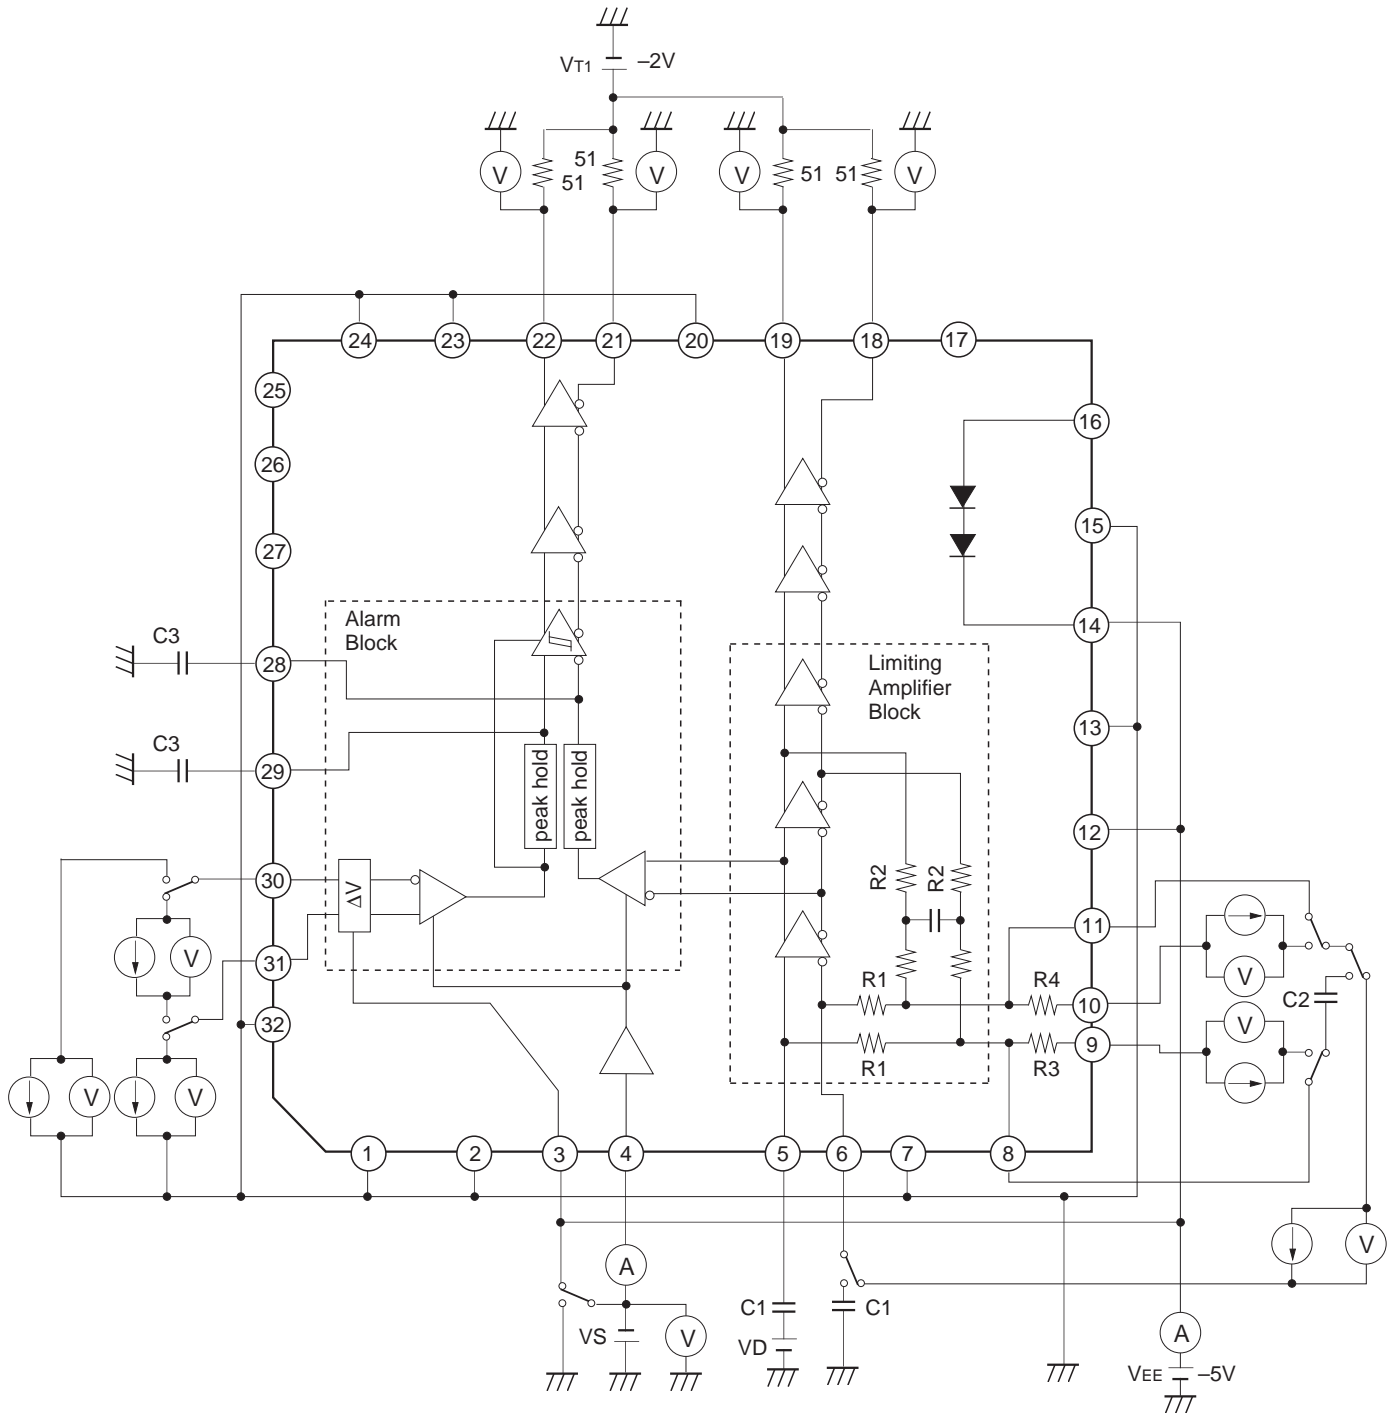 VT1 –2V
V 51 51 V V 51 51 V
24 23 22 21 20 19 18 17
25
16
26
15
27
Alarm
Block
14
C3
28
Limiting
Amplifier
Block
13
C3
29
peak hold
peak hold
12
30
ΔV
R2
R2
11
V
31
R1
R4
10
V
C2
32
V
9
R1
R3
V V
1 2 3 4 5 6 7 8
A
V
C1
C1
VS
V
VD
A
VEE –5V